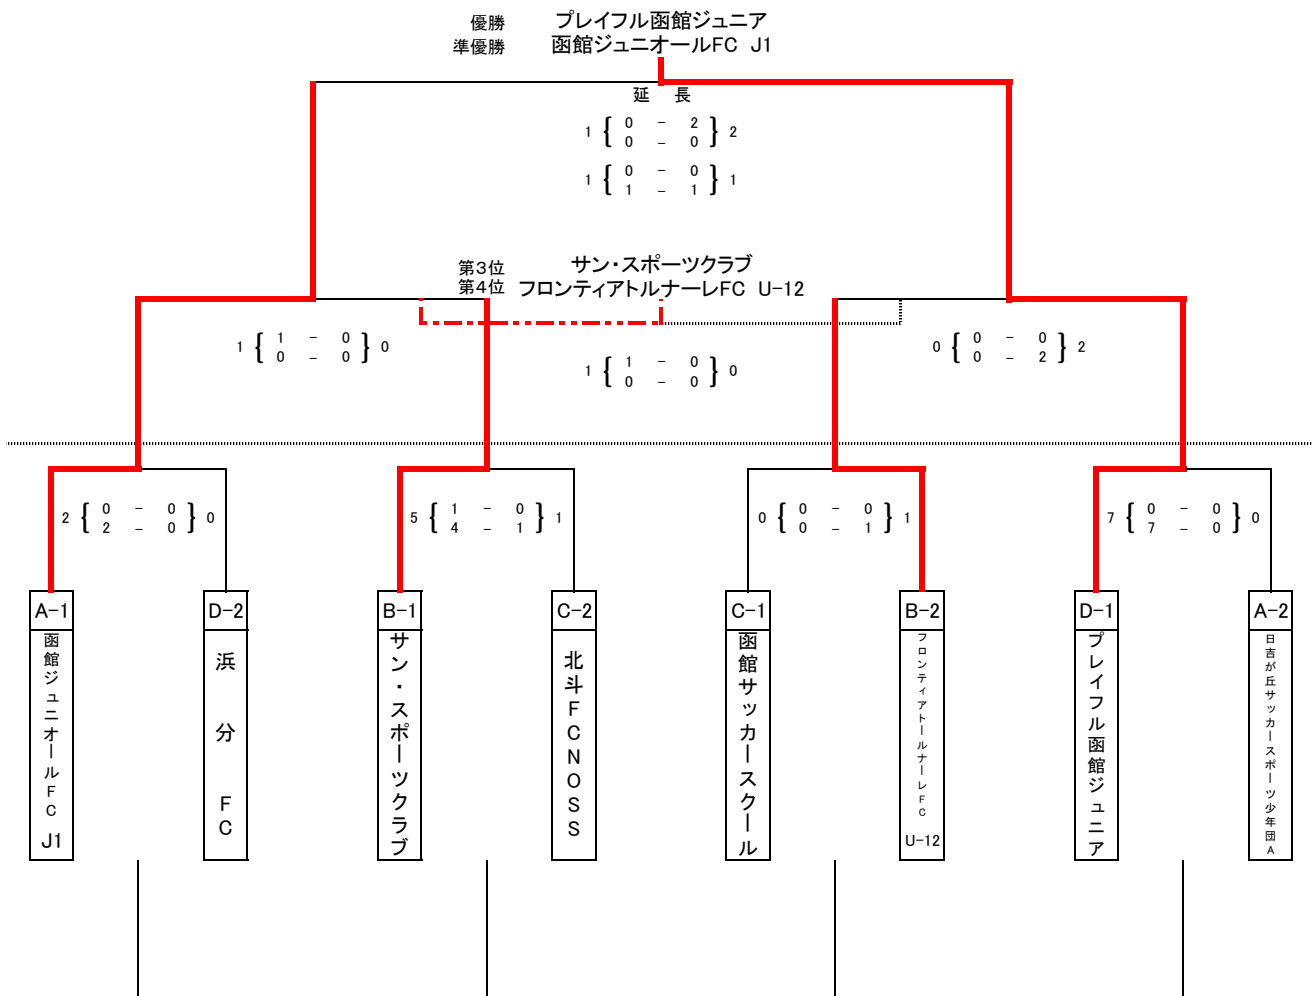 優勝 プレイフル函館ジュニア
準優勝 函館ジュニオールFC J1
延 長
1 { 0 - 2 } 2
0 - 0
1 { 0 - 0 } 1
1 - 1
第3位 サン・スポーツクラブ
第4位 フロンティアトルナーレFC U-12
1 { 1 - 0 } 0
0 - 0
0 { 0 - 0 } 2
0 - 2
1 { 1 - 0 } 0
0 - 0
2 { 0 - 0 } 0
2 - 0
5 { 1 - 0 } 1
4 - 1
0 { 0 - 0 } 1
0 - 1
7 { 0 - 0 } 0
7 - 0
A-1
函館ジュニオールFC J1
D-2
浜分FC
B-1
サン・スポーツクラブ
C-2
北斗FCNOSS
C-1
函館サッカースクール
B-2
フロンティアトールナーレFC U-12
D-1
プレイフル函館ジュニア
A-2
日吉が丘サッカースポーツ少年団A